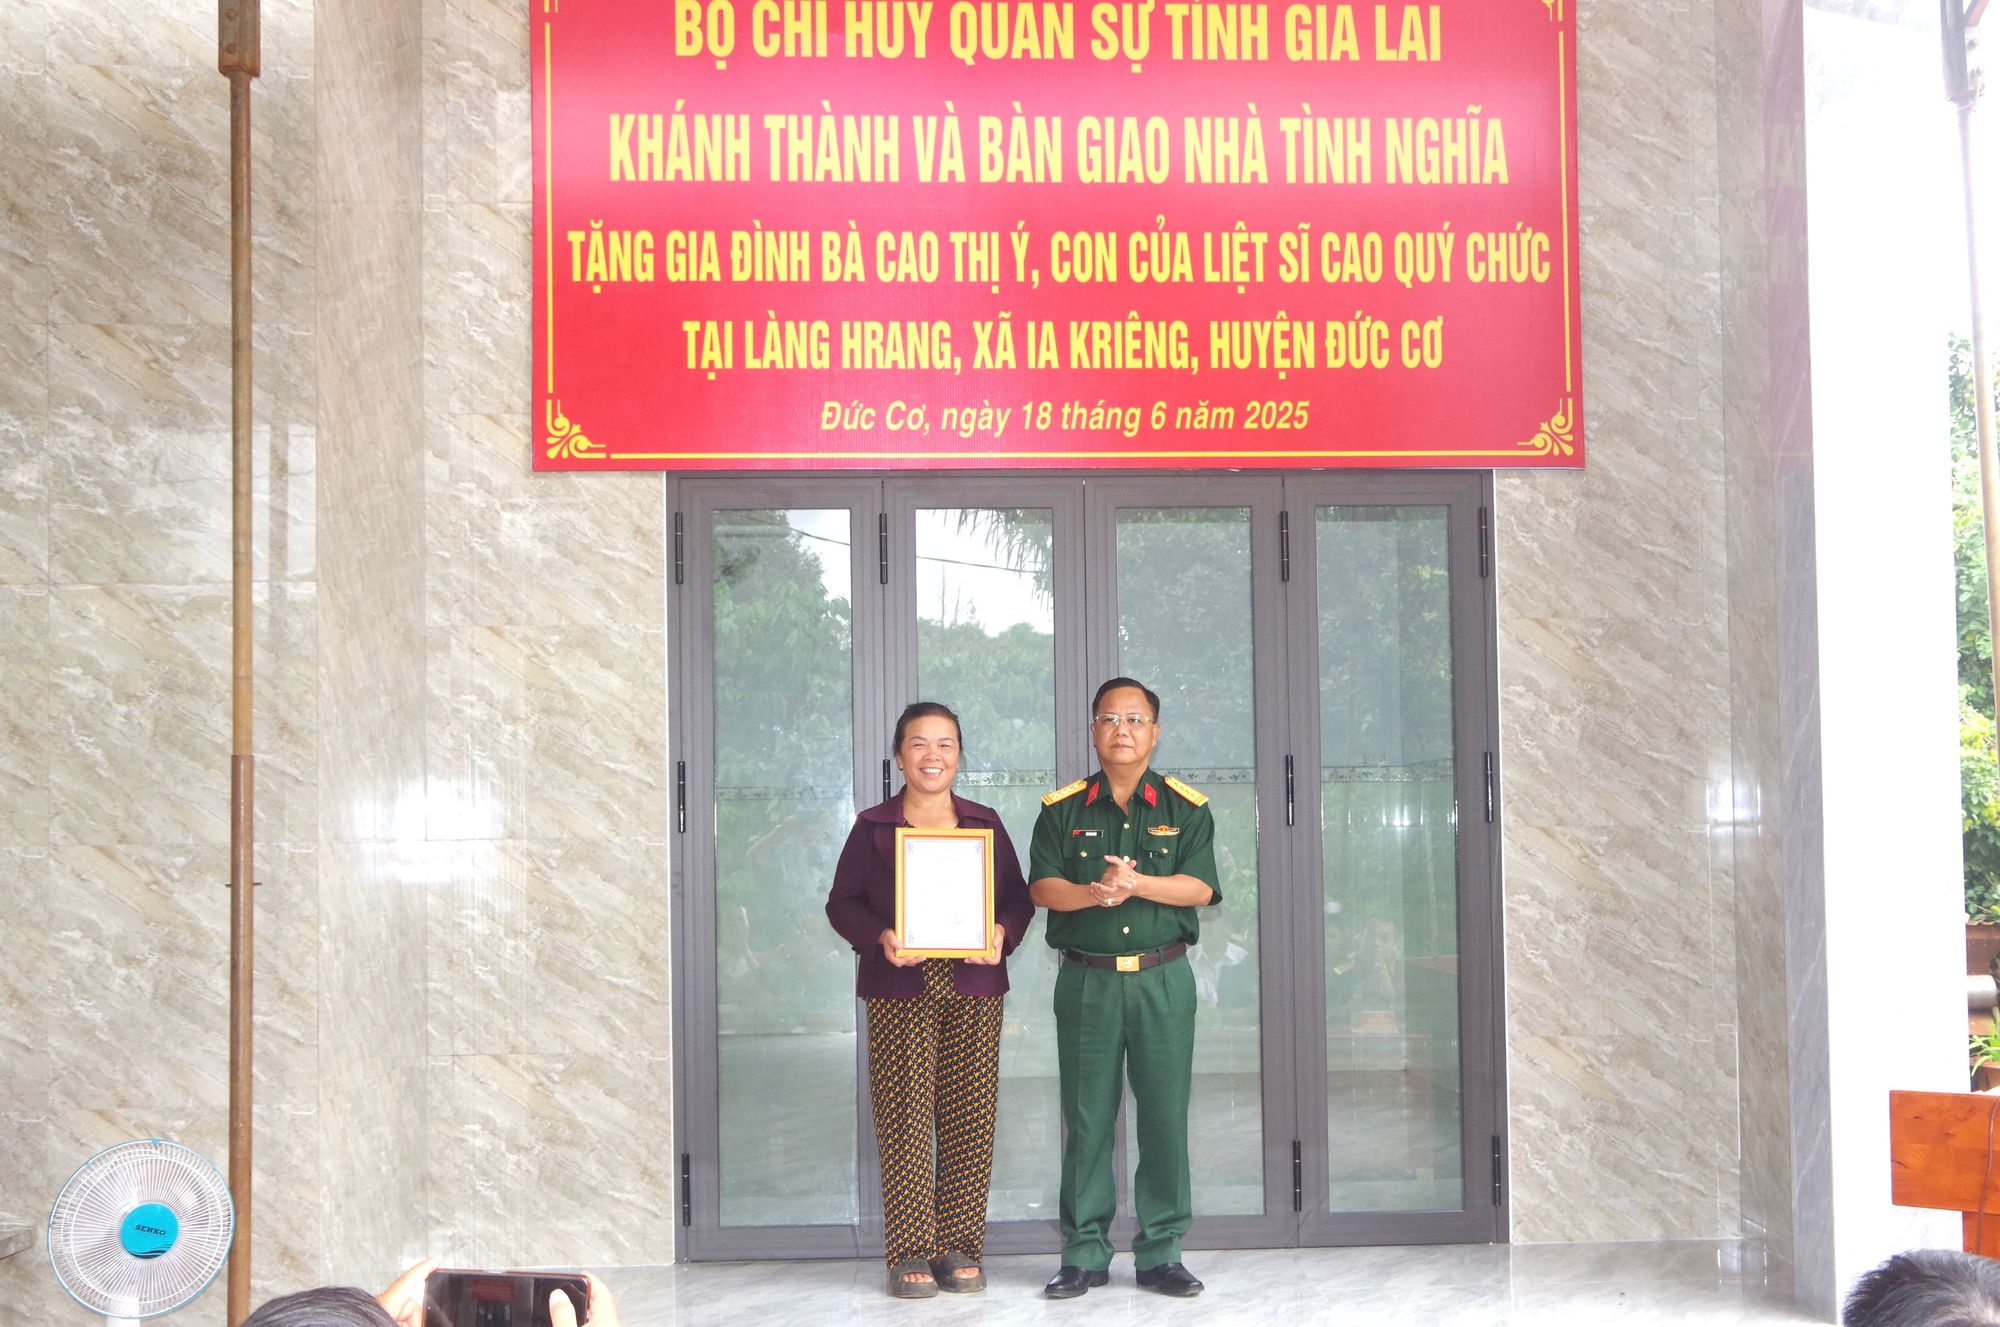 BỘ CHỈ HUY QUÂN SỰ TỈNH GIA LAI
KHÁNH THÀNH VÀ BÀN GIAO NHÀ TÌNH NGHĨA
TẶNG GIA ĐÌNH BÀ CAO THỊ Ý, CON CỦA LIỆT SĨ CAO QUÝ CHỨC
TẠI LÀNG HRANG, XÃ IA KRIÊNG, HUYỆN ĐỨC CƠ
Đức Cơ, ngày 18 tháng 6 năm 2025
SENKO